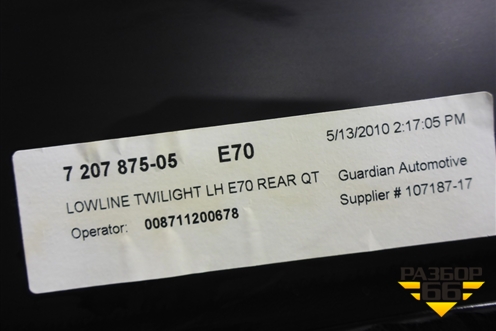 7 207 875-05 E70 5/13/2010 2:17:05 PM
LOWLINE TWILIGHT LH E70 REAR QT Guardian Automotive
Operator: 008711200678 Supplier # 107187-17
РАЗБОР
66